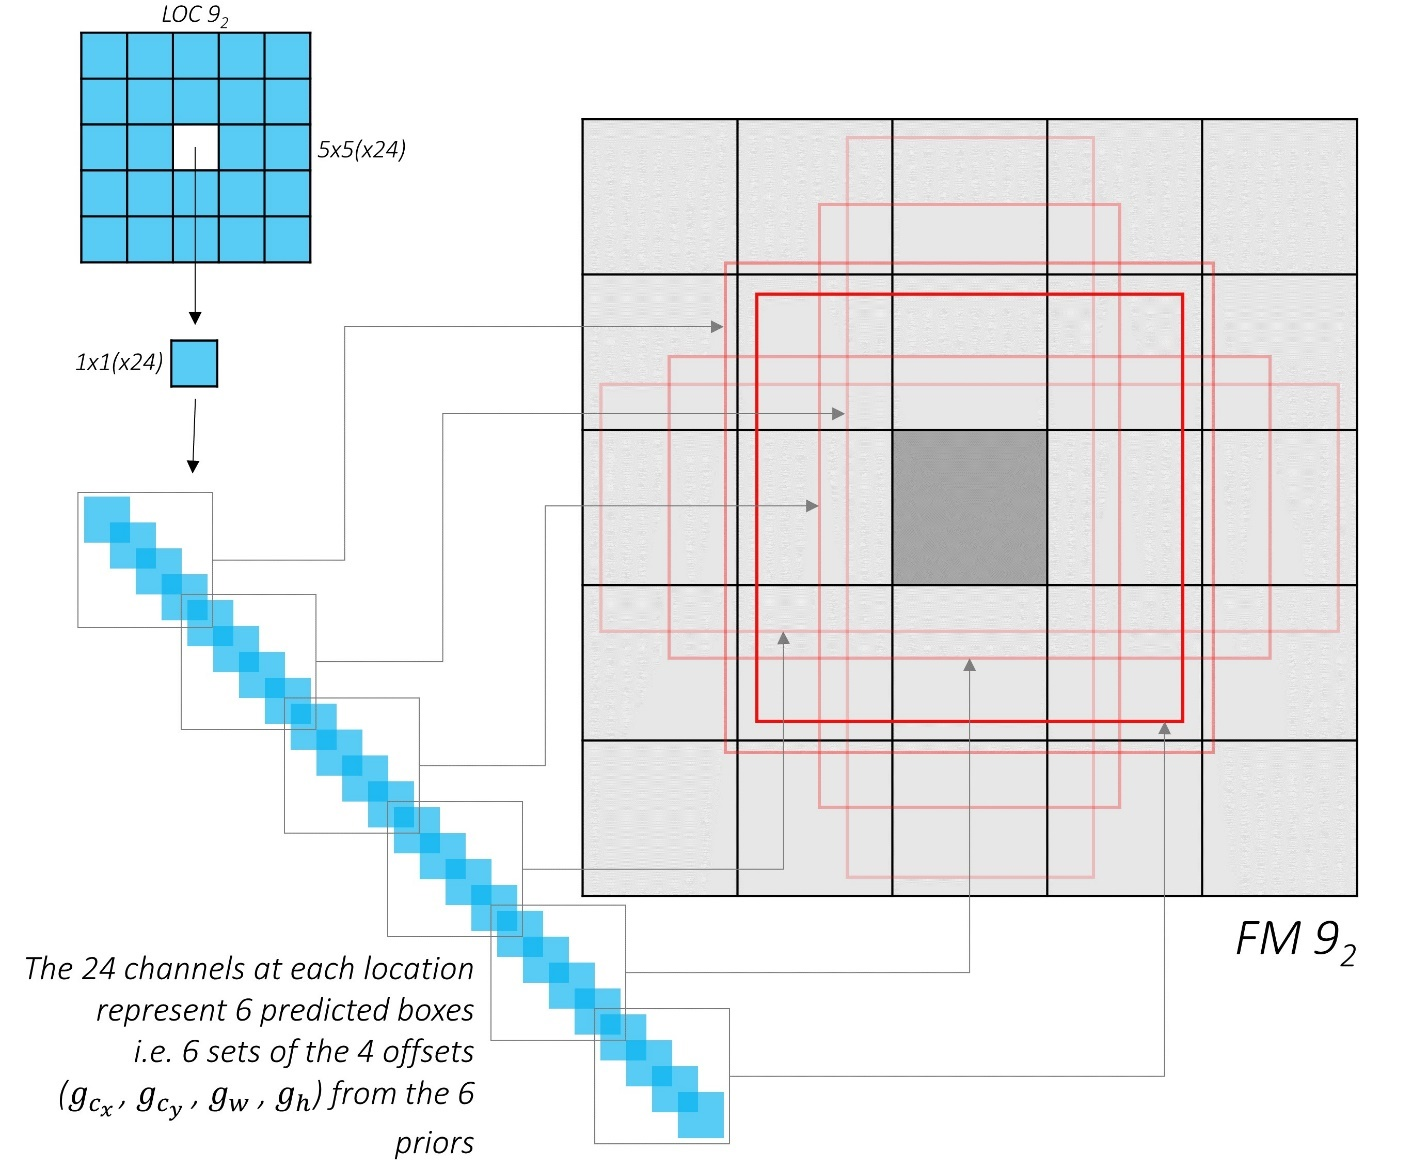 LOC 9₂
5x5(x24)
1x1(x24)
FM 9₂
The 24 channels at each location
represent 6 predicted boxes
i.e. 6 sets of the 4 offsets
(g_{c_x}, g_{c_y}, g_w, g_h) from the 6
priors